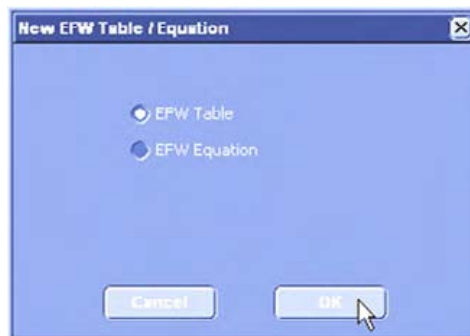 New EFW Table / Equation
EFW Table
EFW Equation
Cancel
OK